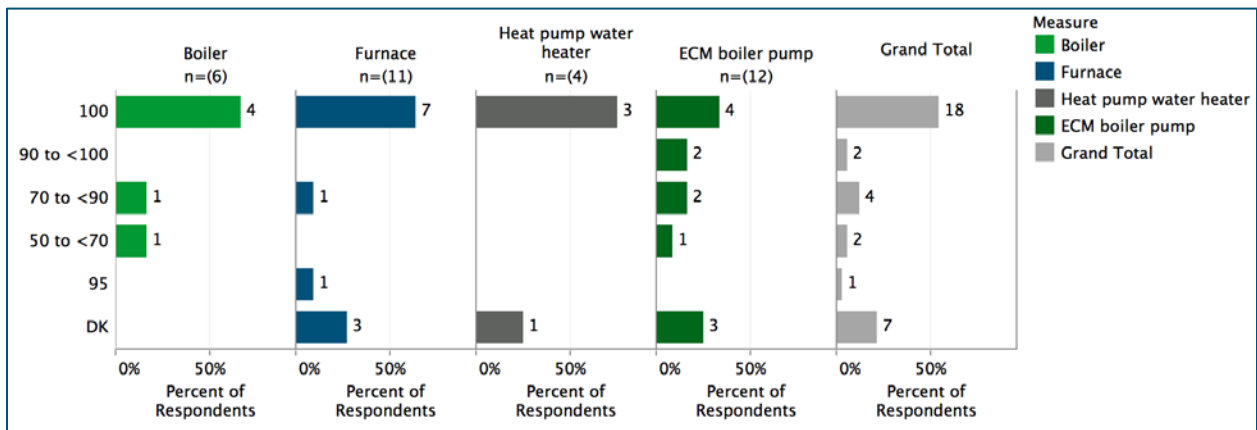 Measure
Boiler
Furnace
Heat pump water heater
ECM boiler pump
Grand Total
Boiler
n=(6)
Furnace
n=(11)
Heat pump water
heater
n=(4)
ECM boiler pump
n=(12)
Grand Total
100 4 7 3 4 18
90 to <100 2 2
70 to <90 1 1 2 4
50 to <70 1 1 2
95 1 1
DK 3 1 3 7
0% 50% 0% 50% 0% 50% 0% 50% 0% 50%
Percent of Percent of Percent of Percent of Percent of
Respondents Respondents Respondents Respondents Respondents